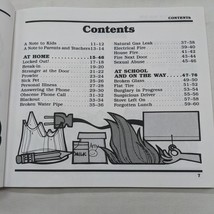 CONTENTS
Contents
A Note to Kids 11-12
A Note to Parents and Teachers 13-14
AT HOME 15-46
Locked Out! 17-18
Break-in 19-20
Stranger at the Door 21-22
Prowler 23-24
Sick Pet 25-26
Personal Illness 27-28
Answering the Phone 29-30
Obscene Phone Call 31-32
Blackout 33-34
Broken Water Pipe 35-36
Natural Gas Leak 37-38
Electrical Fire 39-40
Home Fire 41-42
Fire Next Door 43-44
Sexual Abuse 45-46
AT SCHOOL
AND ON THE WAY 47-76
Broken Glass 49-50
Flat Tire 51-52
Burglary in Progress 53-54
Suspicious Driver 55-56
Stove Left On 57-58
Forgotten Lunch 59-60
7